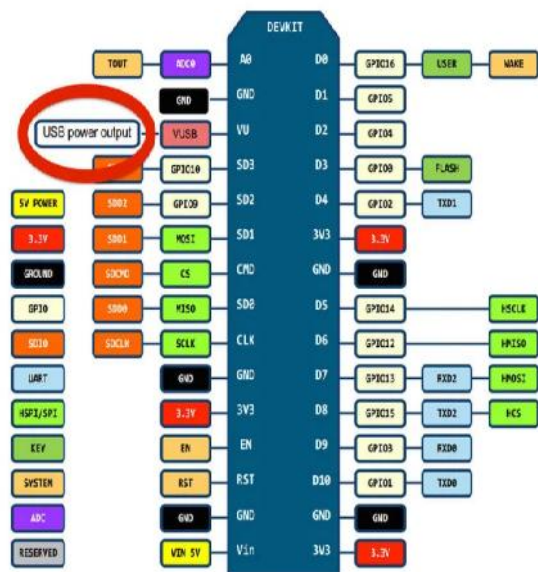 DEVKIT
TOUT ADC0 A0 D0 GPIO16 USER WAKE
GND GND D1 GPIO5
USB power output VUSB VU D2 GPIO4
GPIO10 SD3 D3 GPIO0 FLASH
5V POWER SDD2 GPIO9 SD2 D4 GPIO2 TXD1
3.3V SDD1 MOSI SD1 3V3 3.3V
GROUND SDCMD CS CMD GND GND
GPIO SDD0 MISO SD0 D5 GPIO14 HSCLK
SDIO SDCLK SCLK CLK D6 GPIO12 HMISO
UART GND GND D7 GPIO13 RXD2 HMOSI
HSPI/SPI 3.3V 3V3 D8 GPIO15 TXD2 HCS
KEY EN EN D9 GPIO3 RXD0
SYSTEM RST RST D10 GPIO1 TXD0
ADC GND GND GND GND
RESERVED VIN 5V Vin 3V3 3.3V